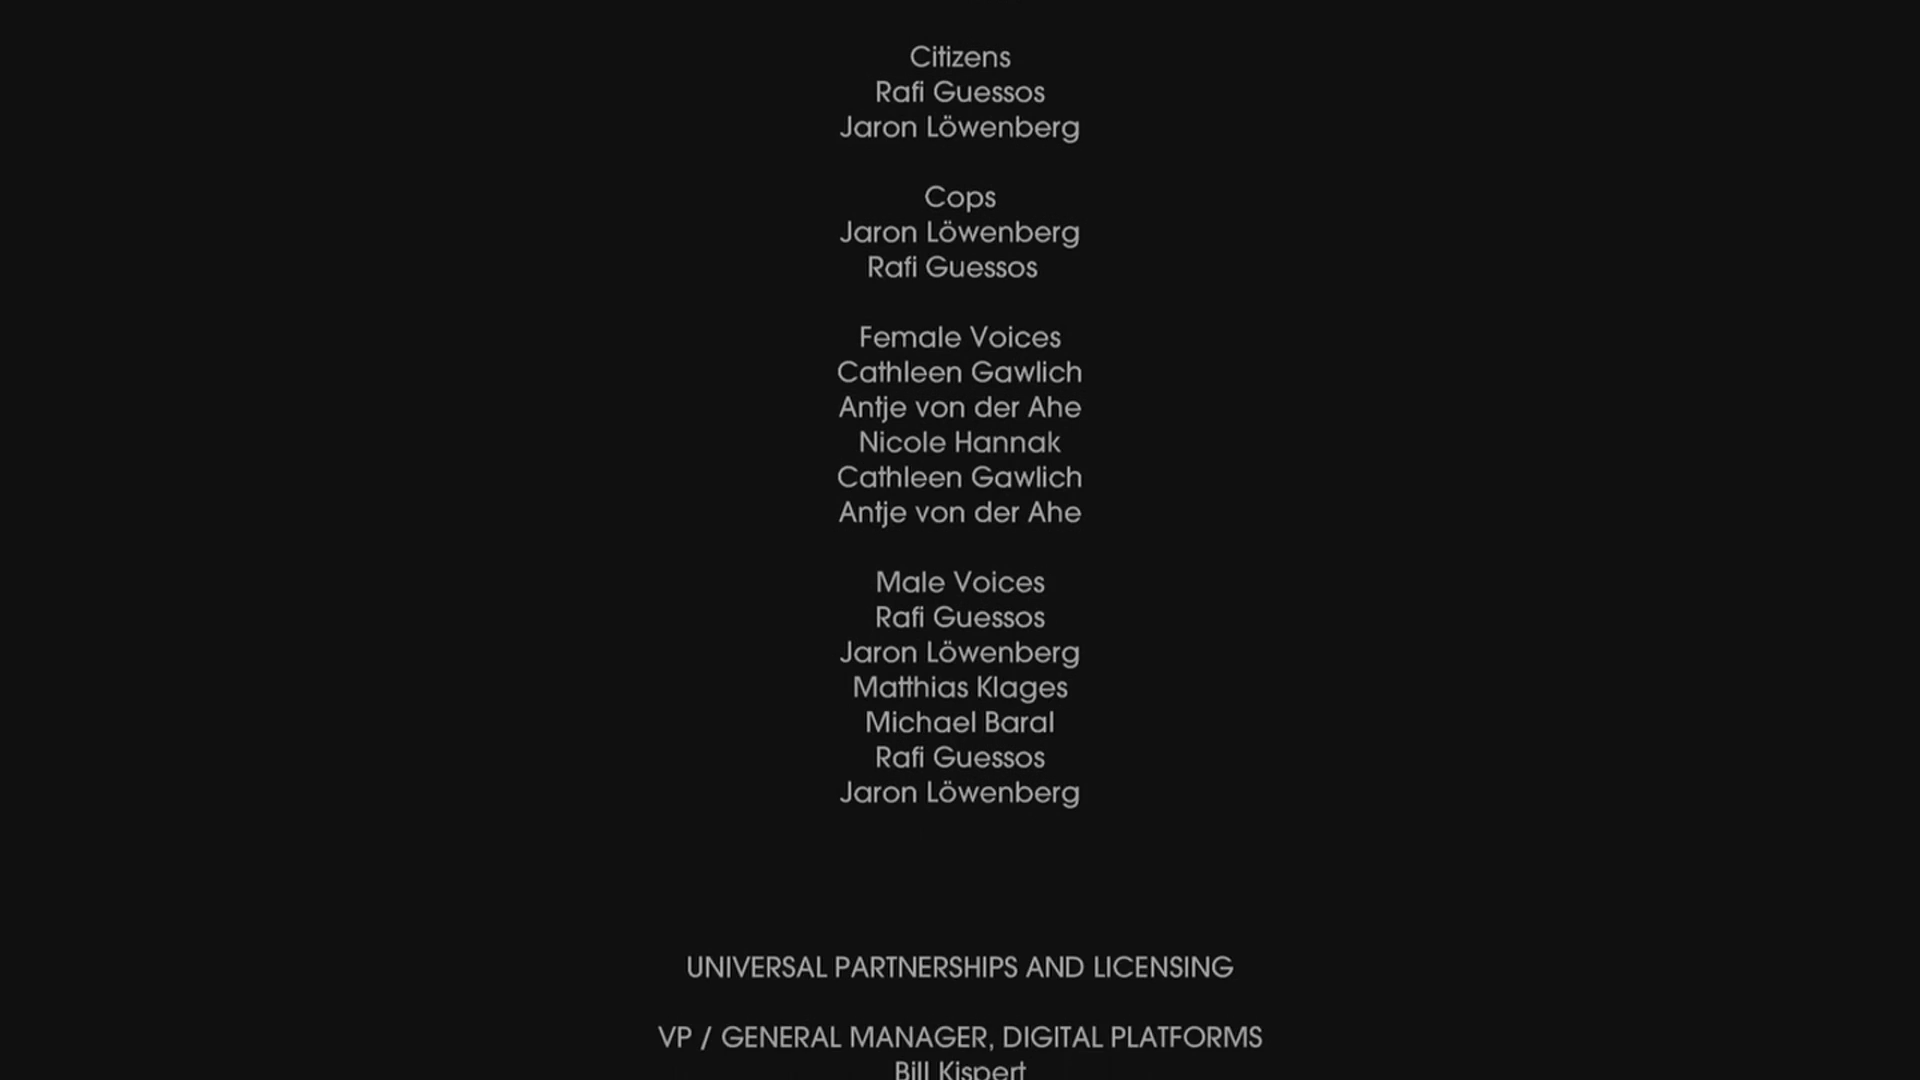 Citizens
Rafi Guessos
Jaron Löwenberg
Cops
Jaron Löwenberg
Rafi Guessos
Female Voices
Cathleen Gawlich
Antje von der Ahe
Nicole Hannak
Cathleen Gawlich
Antje von der Ahe
Male Voices
Rafi Guessos
Jaron Löwenberg
Matthias Klages
Michael Baral
Rafi Guessos
Jaron Löwenberg
UNIVERSAL PARTNERSHIPS AND LICENSING
VP / GENERAL MANAGER, DIGITAL PLATFORMS
Bill Kispert